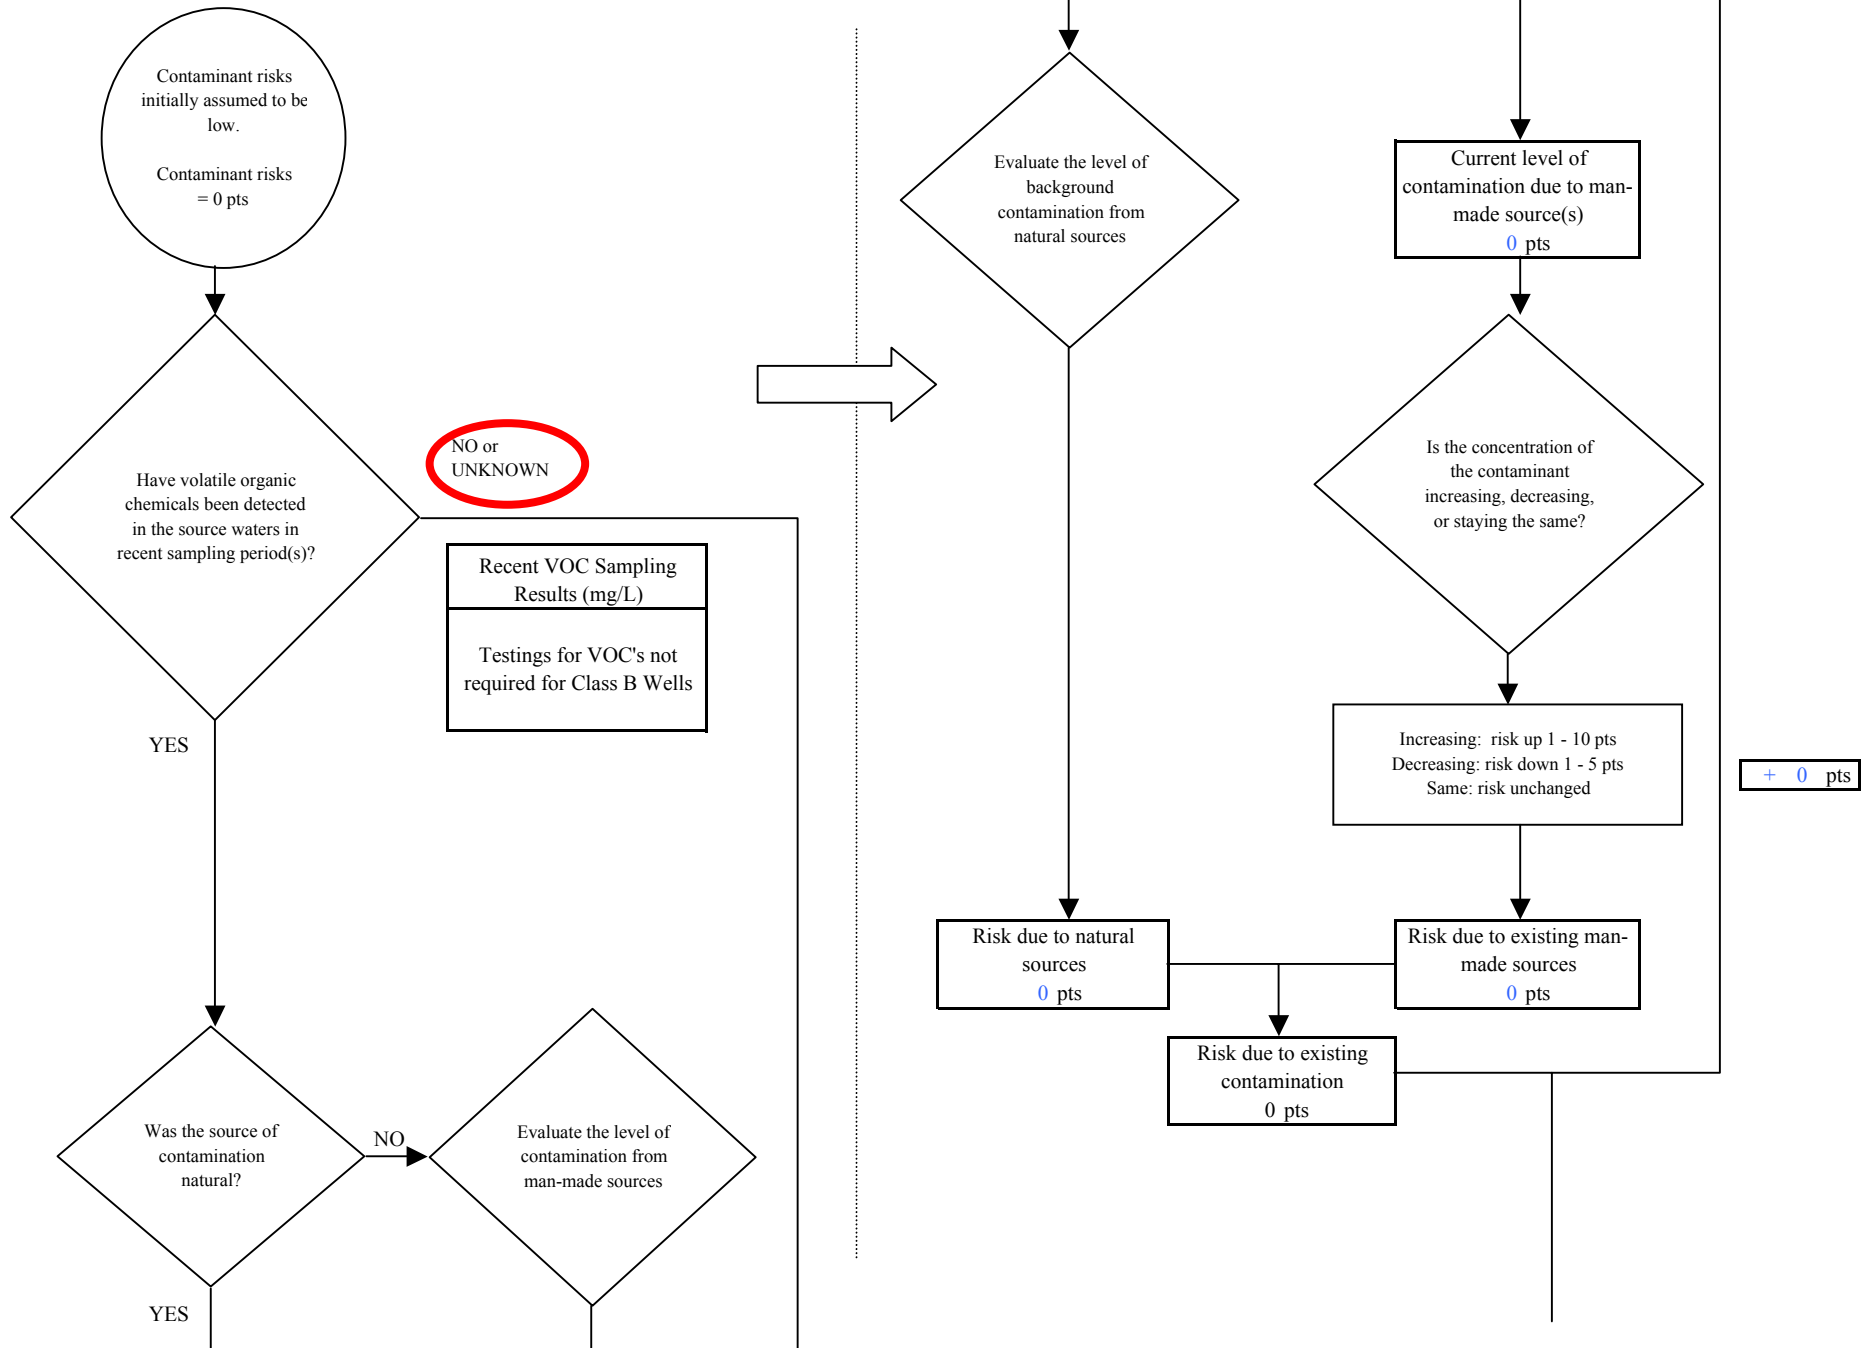 Contaminant risks
initially assumed to be
low.
Contaminant risks
= 0 pts
Have volatile organic
chemicals been detected
in the source waters in
recent sampling period(s)?
NO or
UNKNOWN
Recent VOC Sampling
Results (mg/L)
Testings for VOC's not
required for Class B Wells
YES
Was the source of
contamination
natural?
NO
Evaluate the level of
contamination from
man-made sources
YES
Evaluate the level of
background
contamination from
natural sources
Current level of
contamination due to man-
made source(s)
0 pts
Is the concentration of
the contaminant
increasing, decreasing,
or staying the same?
Increasing: risk up 1 - 10 pts
Decreasing: risk down 1 - 5 pts
Same: risk unchanged
+ 0 pts
Risk due to natural
sources
0 pts
Risk due to existing man-
made sources
0 pts
Risk due to existing
contamination
0 pts